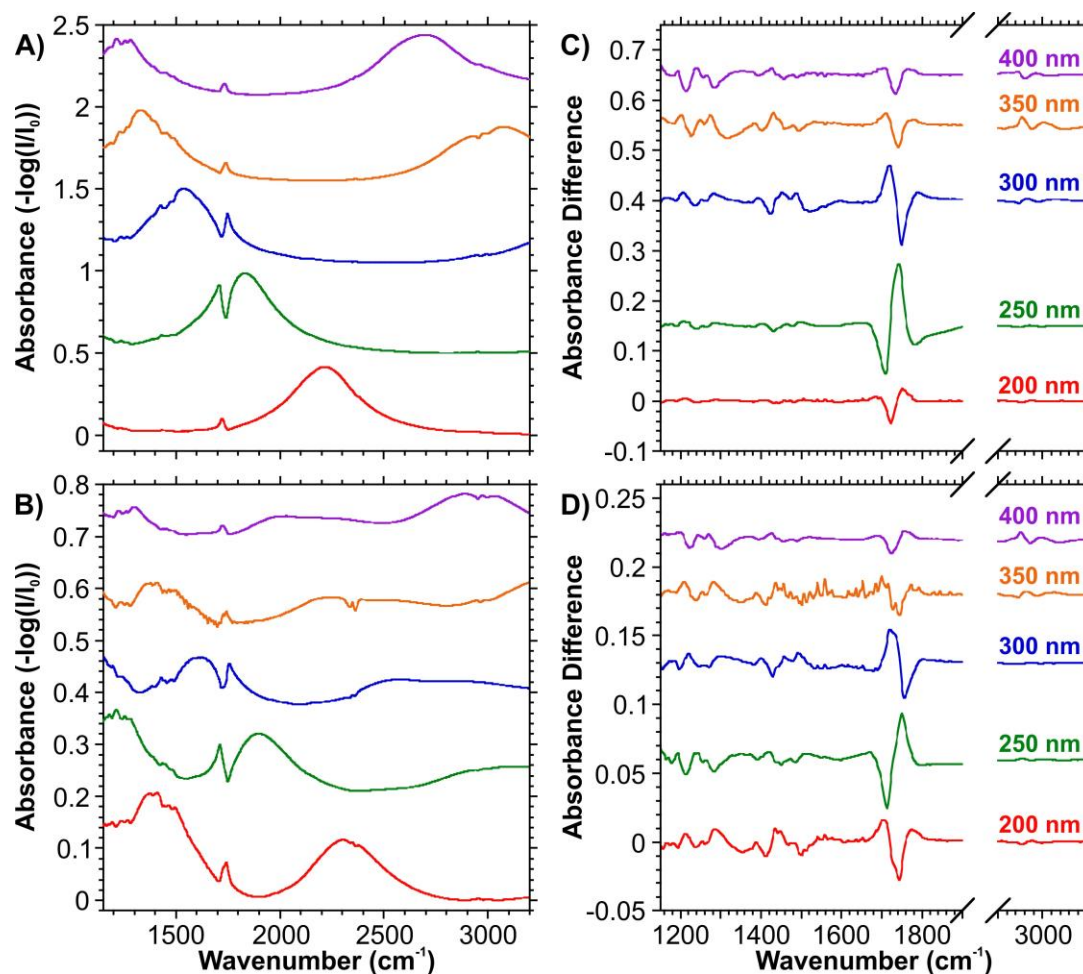 A)
Absorbance (-log(I/I₀))
2.5
2
1.5
1
0.5
0
B)
Absorbance (-log(I/I₀))
0.8
0.7
0.6
0.5
0.4
0.3
0.2
0.1
0
1500 2000 2500 3000
Wavenumber (cm⁻¹)
C)
Absorbance Difference
0.7
0.6
0.5
0.4
0.3
0.2
0.1
0
-0.1
400 nm
350 nm
300 nm
250 nm
200 nm
D)
Absorbance Difference
0.25
0.2
0.15
0.1
0.05
0
-0.05
400 nm
350 nm
300 nm
250 nm
200 nm
1200 1400 1600 1800 3000
Wavenumber (cm⁻¹)